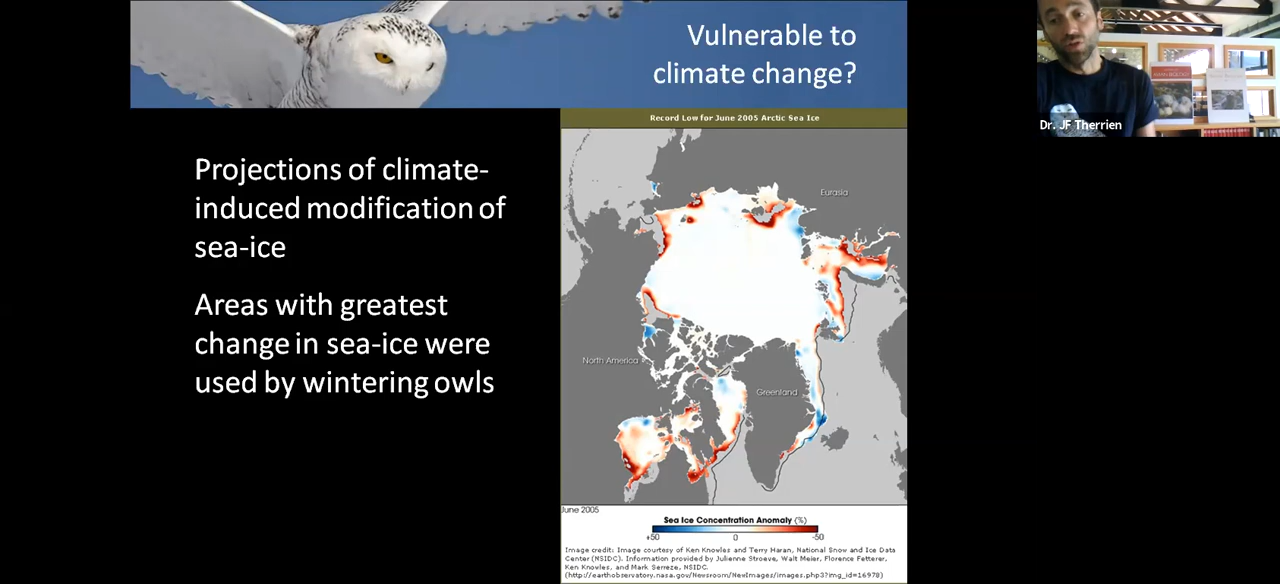 Vulnerable to
climate change?
Dr. JF Therrien
Record Low for June 2005 Arctic Sea Ice
Projections of climate-
induced modification of
sea-ice
Areas with greatest
change in sea-ice were
used by wintering owls
Eurasia
North America
Greenland
June 2005
Sea Ice Concentration Anomaly (%)
+50 0 -50
Image credit: Image courtesy of Ken Knowles and Terry Haran, National Snow and Ice Data
Center (NSIDC). Information provided by Julienne Stroeve, Walt Meier, Florence Fetterer,
Ken Knowles, and Mark Serreze, NSIDC.
(http://earthobservatory.nasa.gov/Newsroom/NewImages/images.php3?img_id=16978)